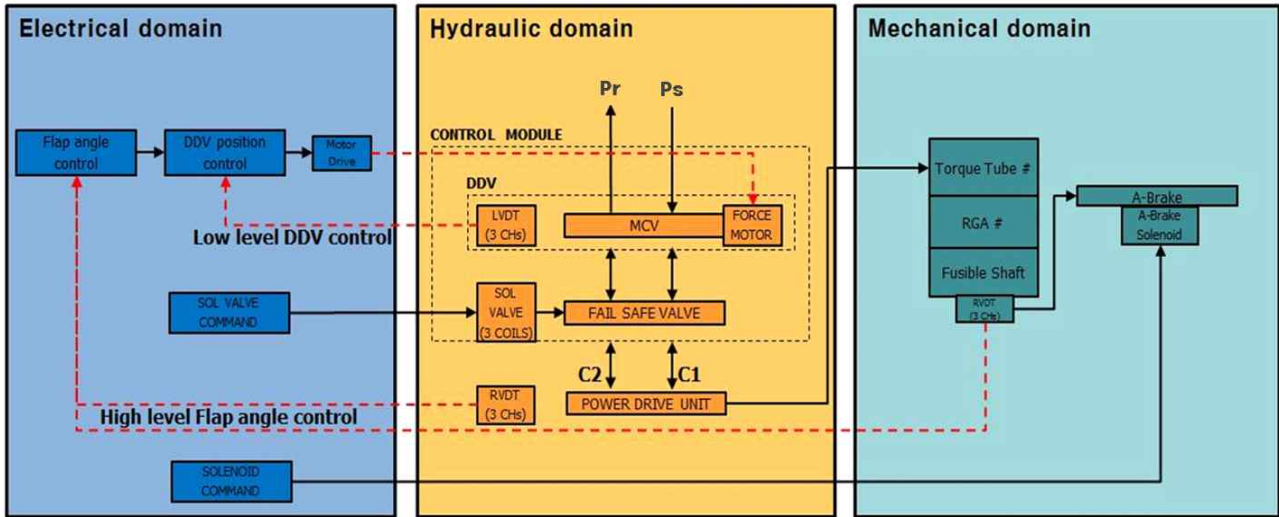 Electrical domain
Flap angle
control
DDV position
control
Motor
Drive
Low level DDV control
SOL VALVE
COMMAND
High level Flap angle control
SOLENOID
COMMAND
Hydraulic domain
Pr
Ps
CONTROL MODULE
DDV
LVDT
(3 CHs)
MCV
FORCE
MOTOR
SOL
VALVE
(3 COILS)
FAIL SAFE VALVE
C2
C1
RVDT
(3 CHs)
POWER DRIVE UNIT
Mechanical domain
Torque Tube #
RGA #
Fusible Shaft
RVDT
(3 CHs)
A-Brake
A-Brake
Solenoid